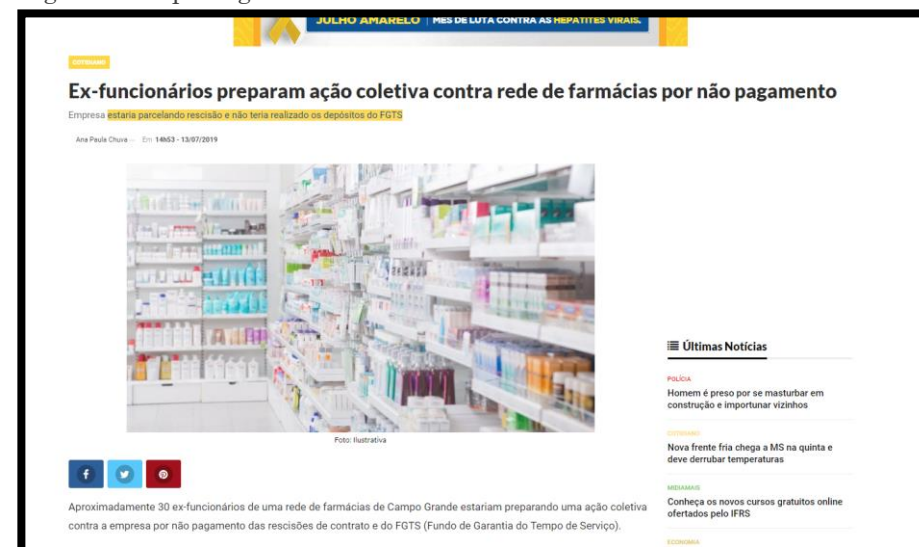 JULHO AMARELO | MÊS DE LUTA CONTRA AS HEPATITES VIRAIS.
COTIDIANO
Ex-funcionários preparam ação coletiva contra rede de farmácias por não pagamento
Empresa estaria parcelando rescisão e não teria realizado os depósitos do FGTS
Ana Paula Chuva — Em 14h53 - 13/07/2019
Foto: Ilustrativa
Aproximadamente 30 ex-funcionários de uma rede de farmácias de Campo Grande estariam preparando uma ação coletiva
contra a empresa por não pagamento das rescisões de contrato e do FGTS (Fundo de Garantia do Tempo de Serviço).
Últimas Notícias
POLÍCIA
Homem é preso por se masturbar em
construção e importunar vizinhos
COTIDIANO
Nova frente fria chega a MS na quinta e
deve derrubar temperaturas
MIDIAMAIS
Conheça os novos cursos gratuitos online
ofertados pelo IFRS
ECONOMIA